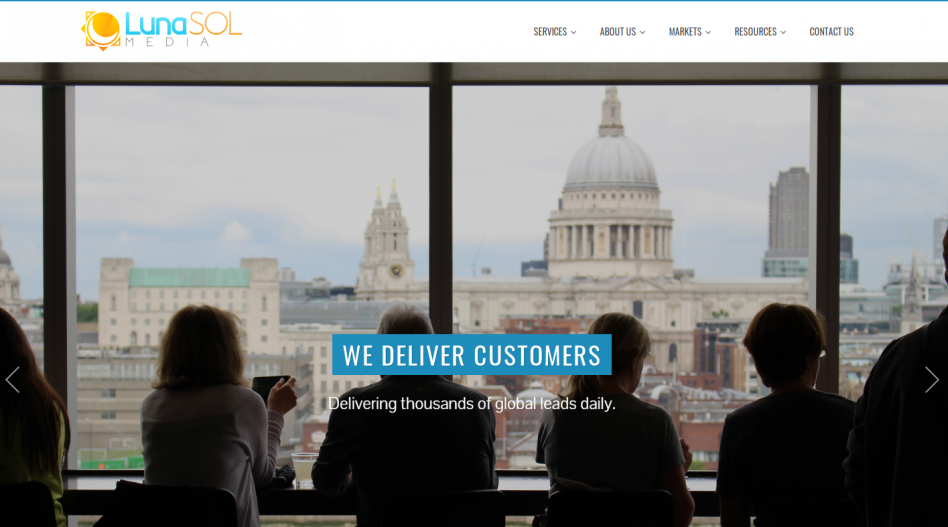 LunaSOL
MEDIA
SERVICES
ABOUT US
MARKETS
RESOURCES
CONTACT US
WE DELIVER CUSTOMERS
Delivering thousands of global leads daily.